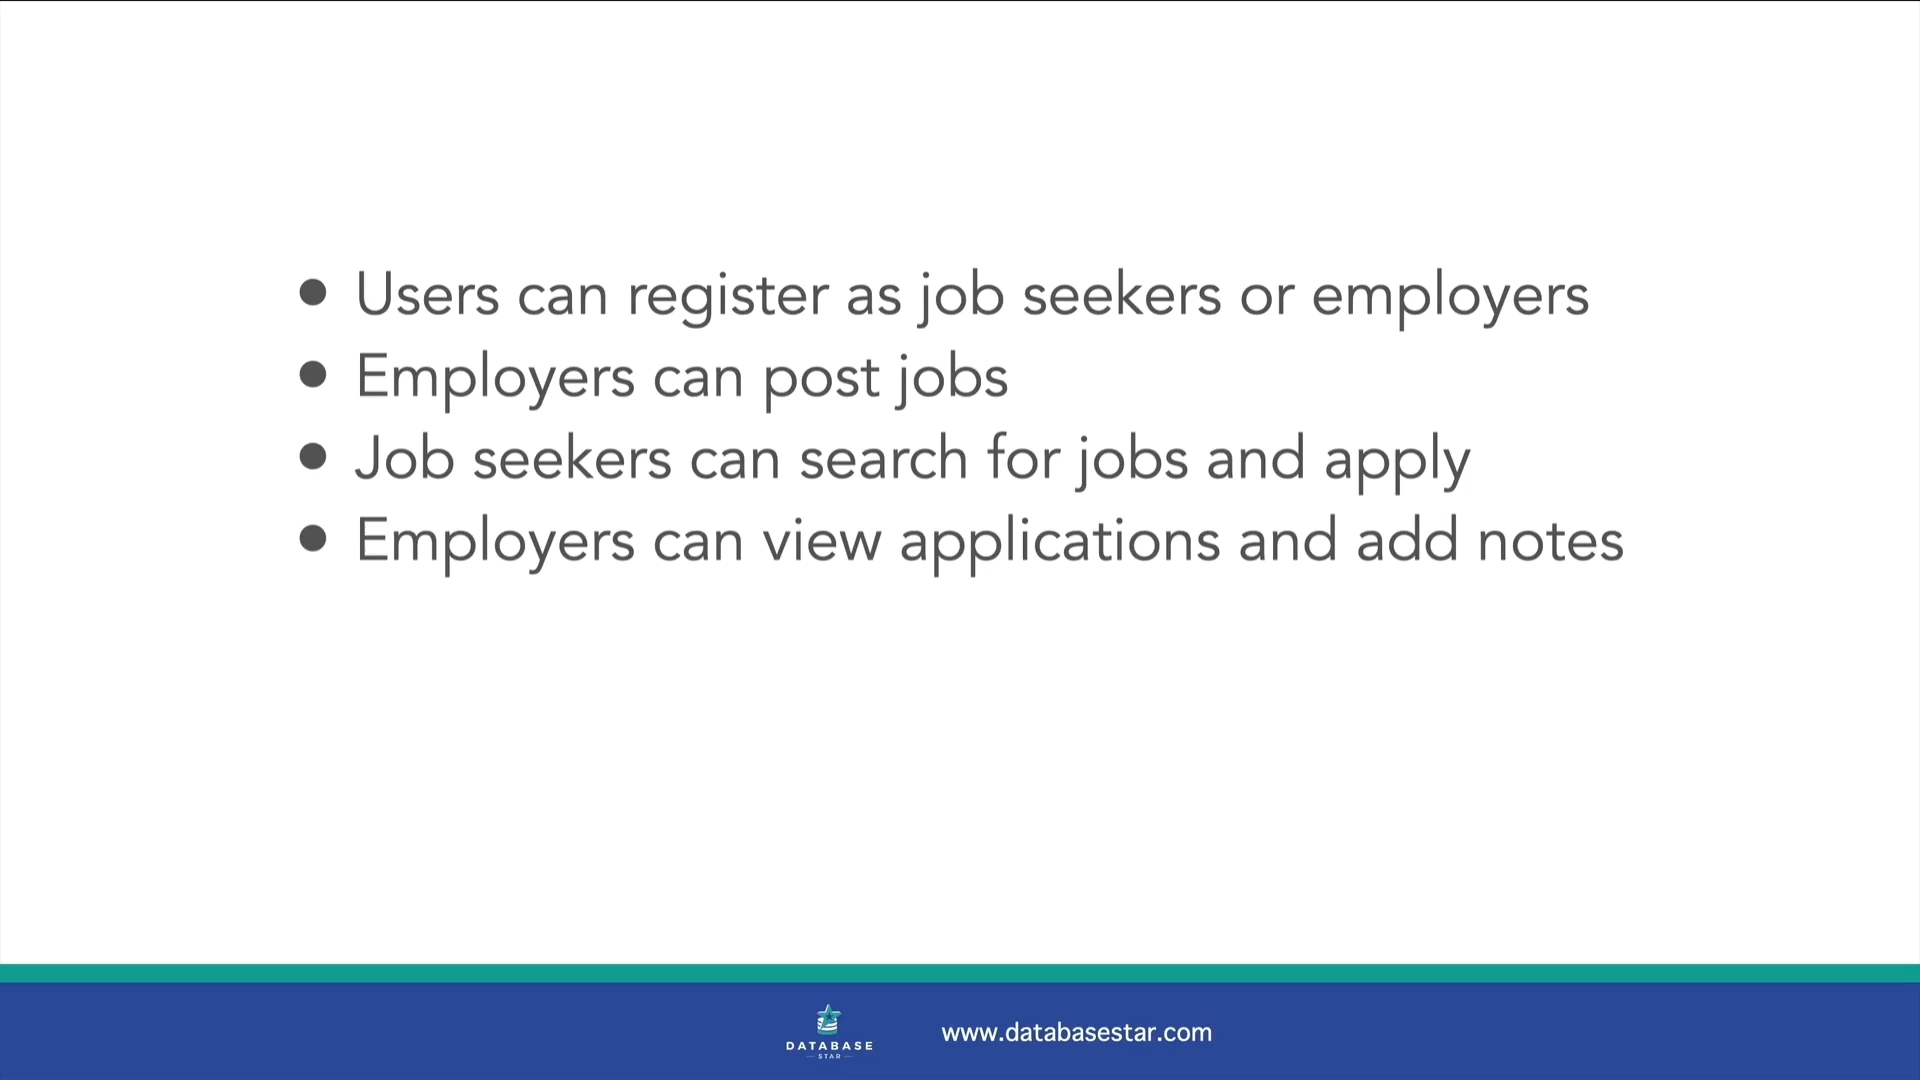 ● Users can register as job seekers or employers
● Employers can post jobs
● Job seekers can search for jobs and apply
● Employers can view applications and add notes
DATABASE
STAR
www.databasestar.com